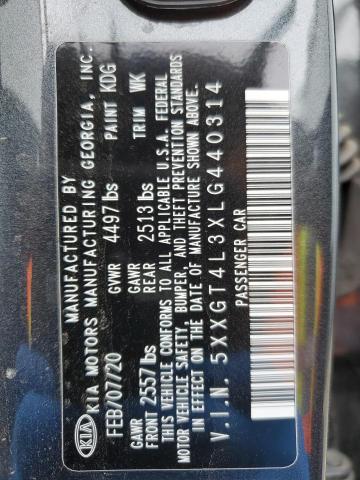 MANUFACTURED BY
KIA KIA MOTORS MANUFACTURING GEORGIA, INC.
FEB/07/20 PAINT KDG
GVWR 4497 lbs TRIM WK
GAWR FRONT 2557 lbs GAWR REAR 2513 lbs
THIS VEHICLE CONFORMS TO ALL APPLICABLE U.S.A. FEDERAL
MOTOR VEHICLE SAFETY, BUMPER, AND THEFT PREVENTION STANDARDS
IN EFFECT ON THE DATE OF MANUFACTURE SHOWN ABOVE.
V.I.N. 5XXGT4L3XLG440314
PASSENGER CAR